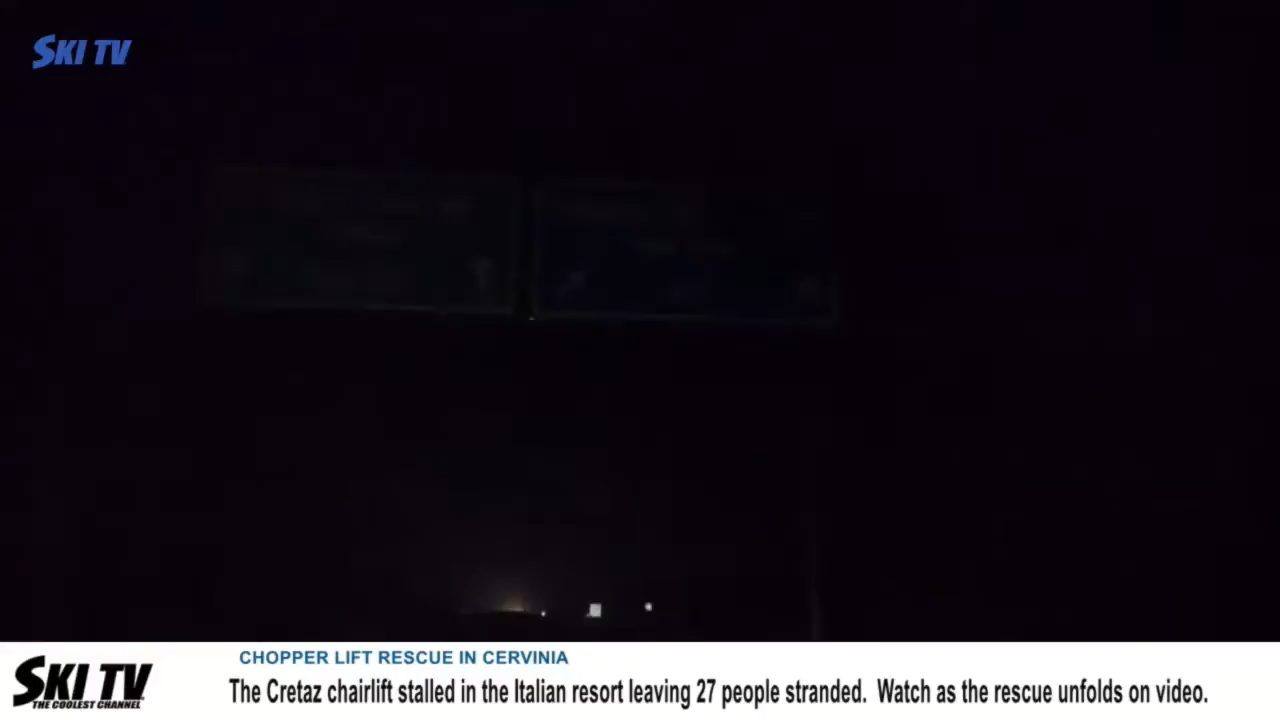 SKI TV
CHOPPER LIFT RESCUE IN CERVINIA
SKI TV
THE COOLEST CHANNEL
The Cretaz chairlift stalled in the Italian resort leaving 27 people stranded.  Watch as the rescue unfolds on video.